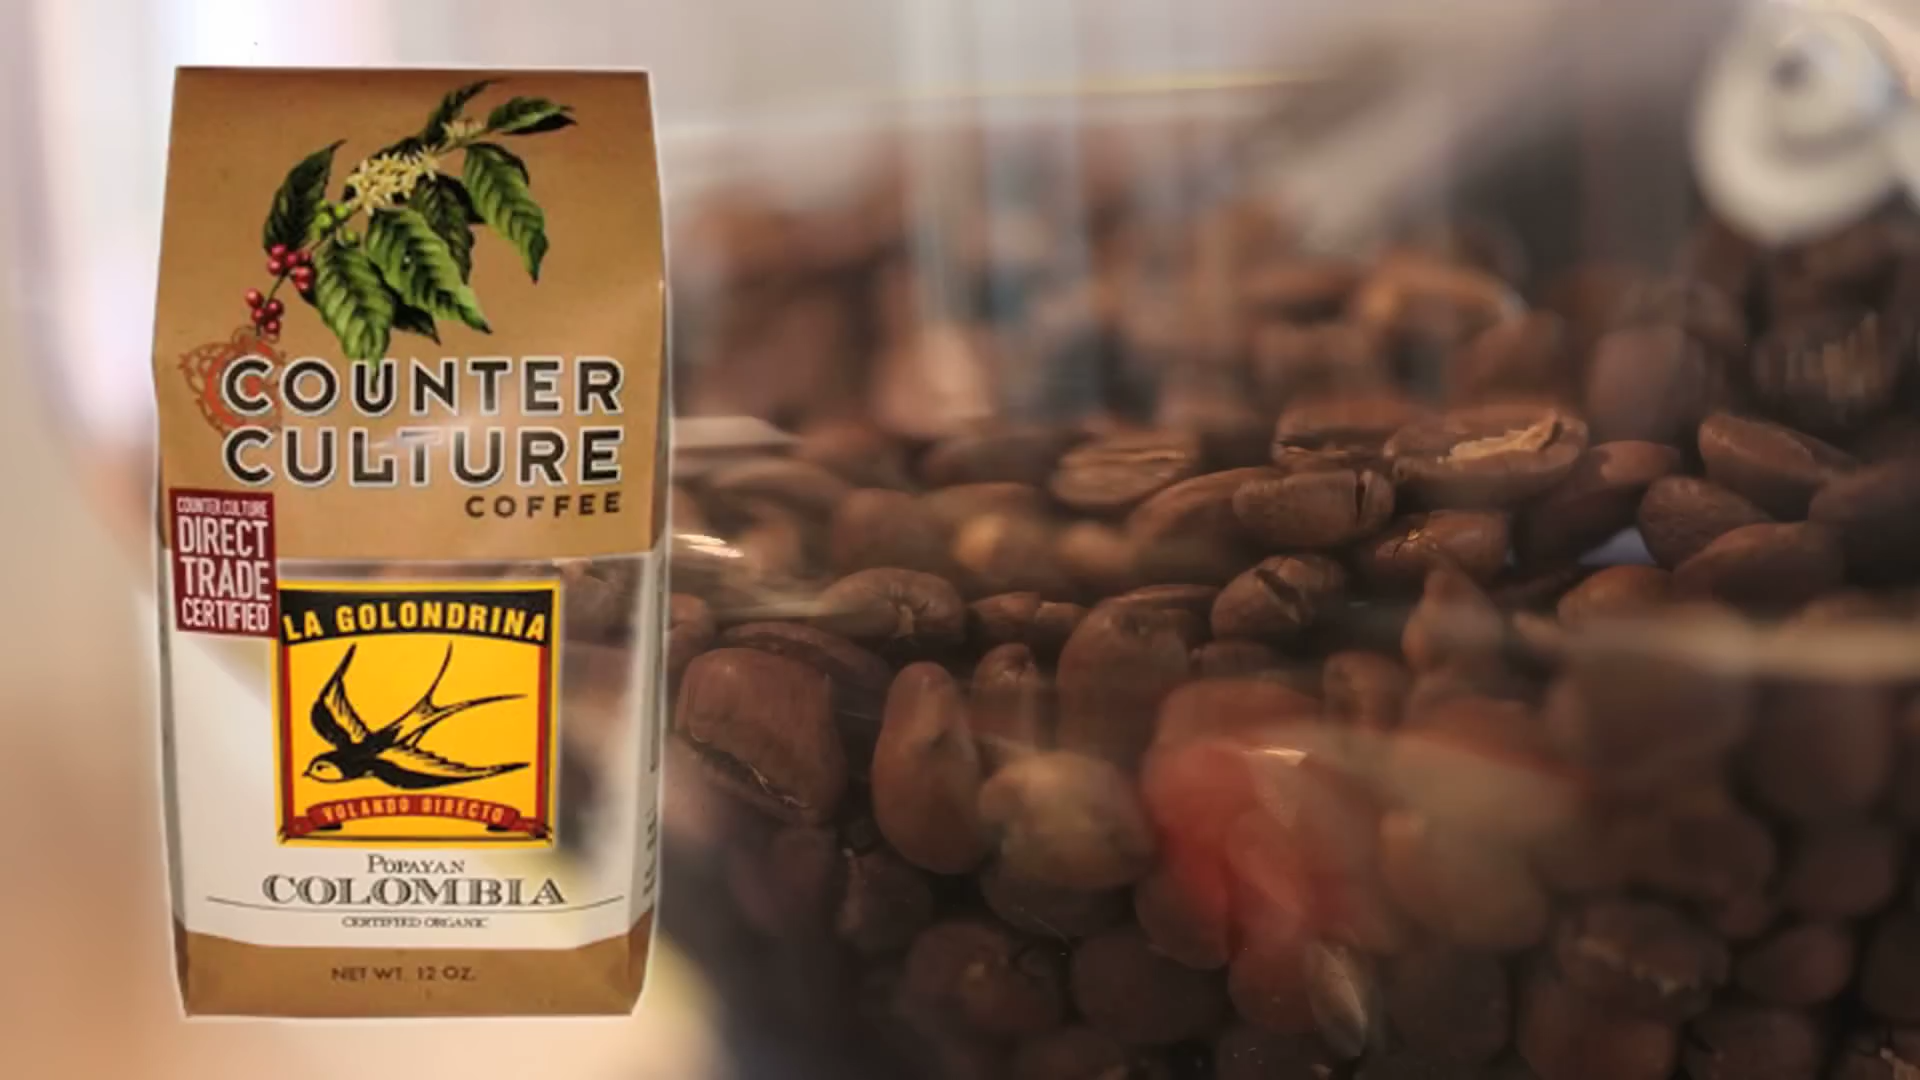 COUNTER
CULTURE
COFFEE
COUNTER CULTURE
DIRECT
TRADE
CERTIFIED
LA GOLONDRINA
VOLANDO DIRECTO
POPAYAN
COLOMBIA
CERTIFIED ORGANIC
NET WT. 12 OZ.